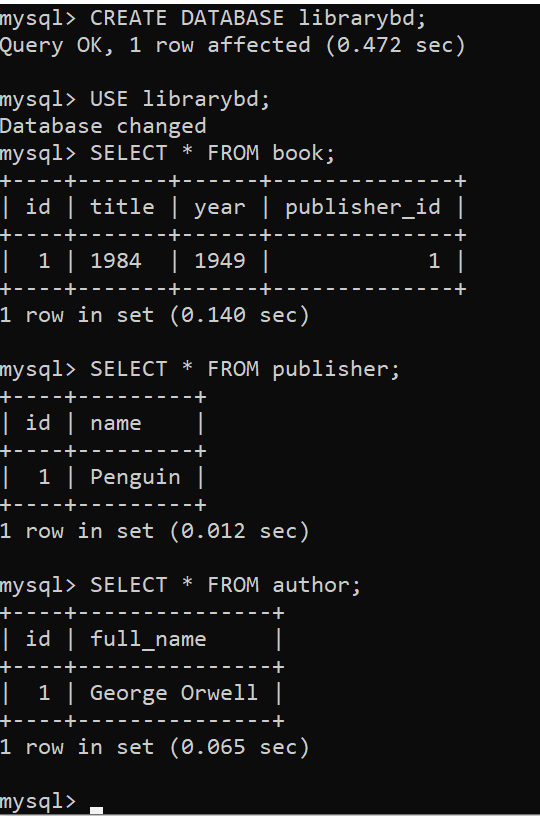 mysql> CREATE DATABASE librarybd;
Query OK, 1 row affected (0.472 sec)
mysql> USE librarybd;
Database changed
mysql> SELECT * FROM book;
+----+-------+------+--------------+
| id | title | year | publisher_id |
+----+-------+------+--------------+
|  1 | 1984  | 1949 |            1 |
+----+-------+------+--------------+
1 row in set (0.140 sec)
mysql> SELECT * FROM publisher;
+----+---------+
| id | name    |
+----+---------+
|  1 | Penguin |
+----+---------+
1 row in set (0.012 sec)
mysql> SELECT * FROM author;
+----+---------------+
| id | full_name     |
+----+---------------+
|  1 | George Orwell |
+----+---------------+
1 row in set (0.065 sec)
mysql>